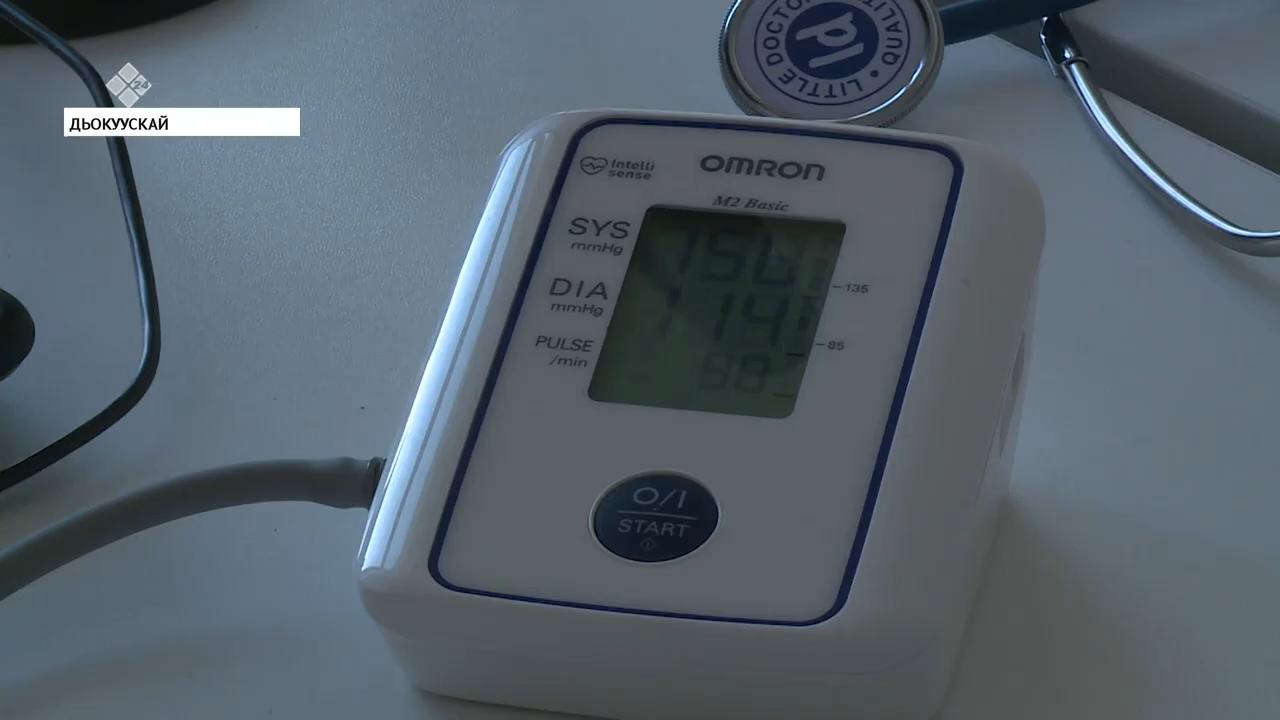 24
ДЬОКУУСКАЙ
LITTLE DOCTOR
QUALITY
Intelli
sense
OMRON
M2 Basic
SYS
mmHg
135
DIA
mmHg
114
85
PULSE
/min
98
O/I
START